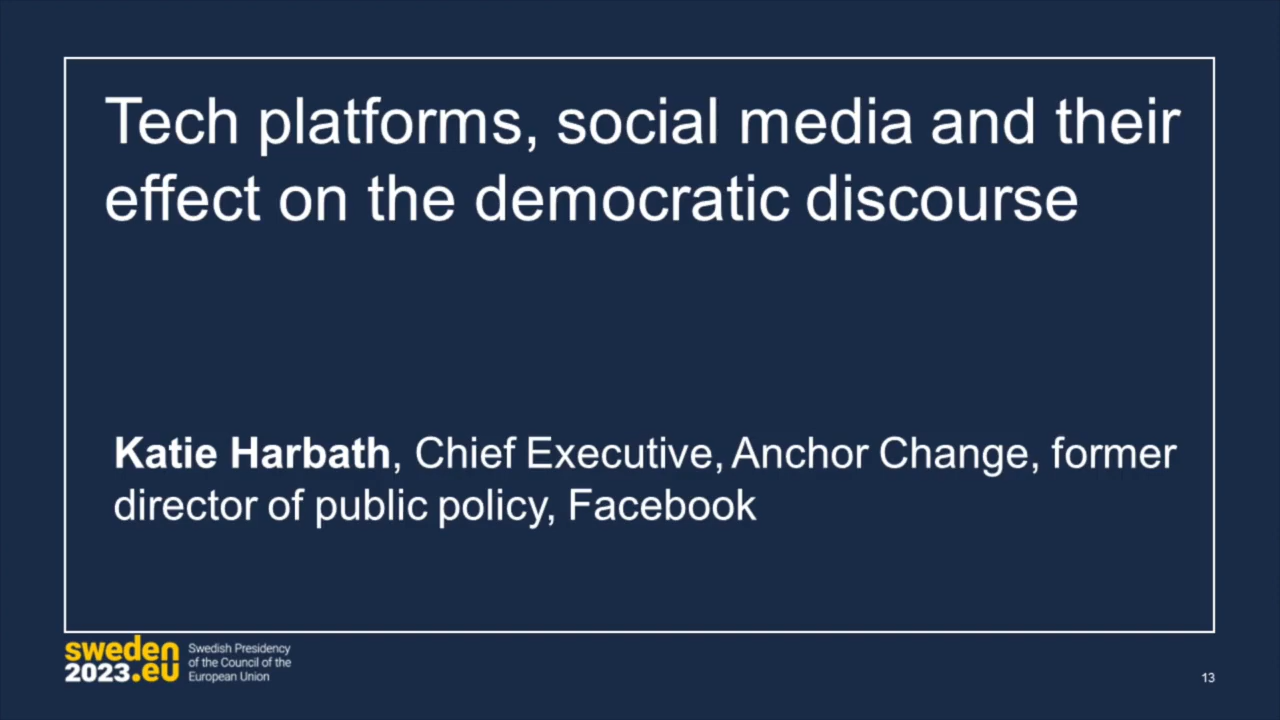 Tech platforms, social media and their
effect on the democratic discourse
Katie Harbath, Chief Executive, Anchor Change, former
director of public policy, Facebook
sweden
2023.eu
Swedish Presidency
of the Council of the
European Union
13